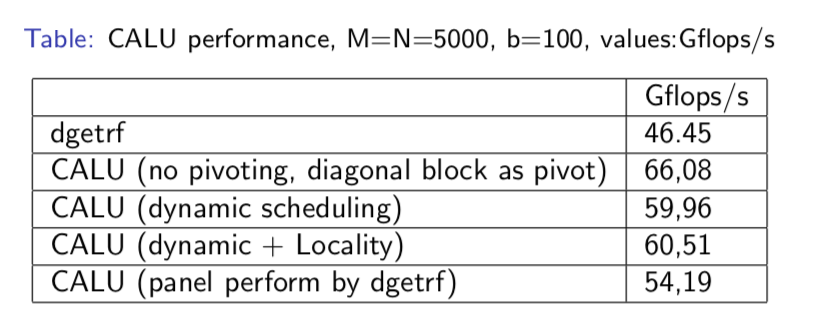 Table: CALU performance, M=N=5000, b=100, values:Gflops/s
Gflops/s
dgetrf 46.45
CALU (no pivoting, diagonal block as pivot) 66,08
CALU (dynamic scheduling) 59,96
CALU (dynamic + Locality) 60,51
CALU (panel perform by dgetrf) 54,19